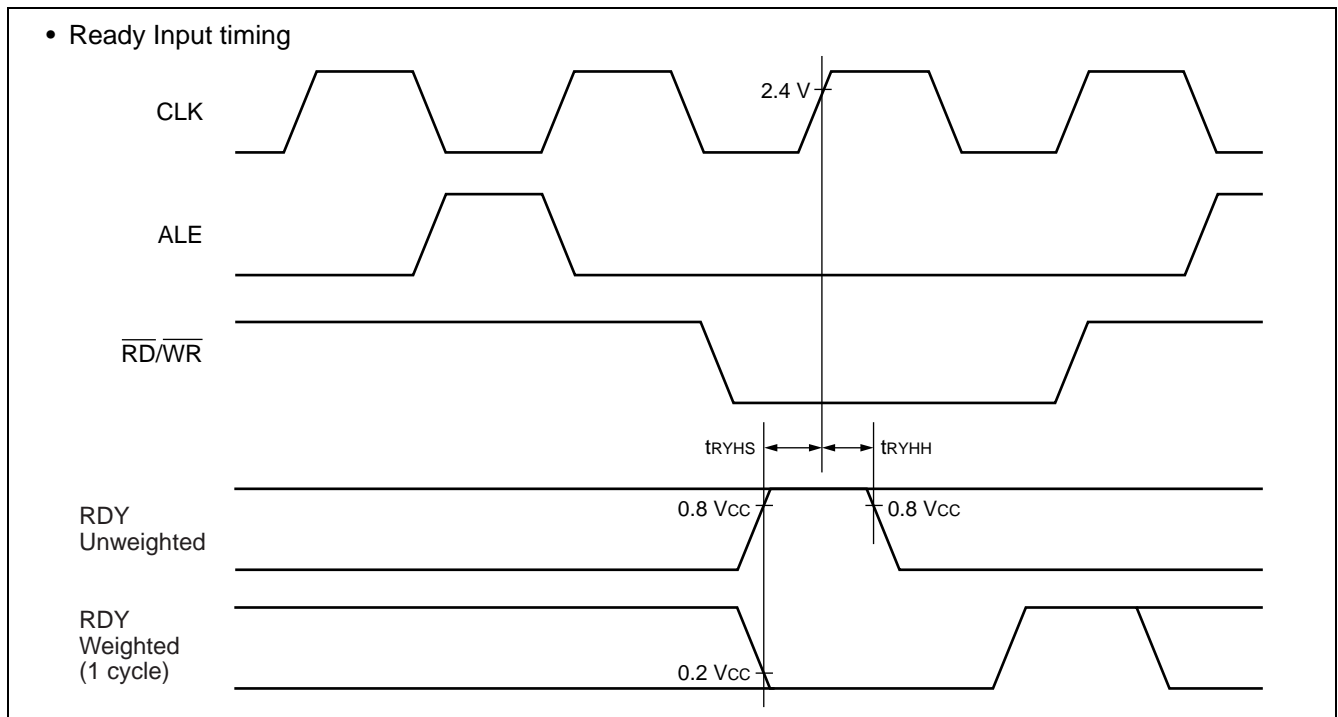 • Ready Input timing
CLK
2.4 V
ALE
RD/WR
tRYHS
tRYHH
RDY
Unweighted
0.8 VCC
0.8 VCC
RDY
Weighted
(1 cycle)
0.2 VCC